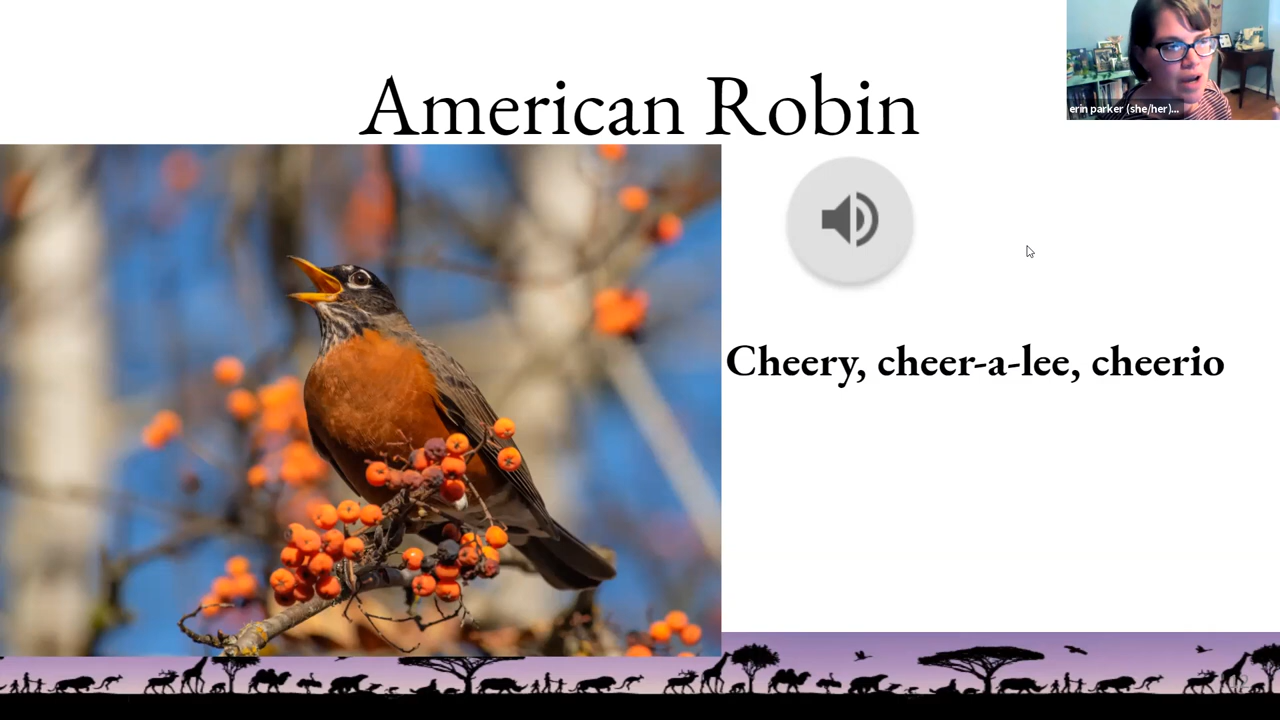 American Robin
erin parker (she/her)...
Cheery, cheer-a-lee, cheerio